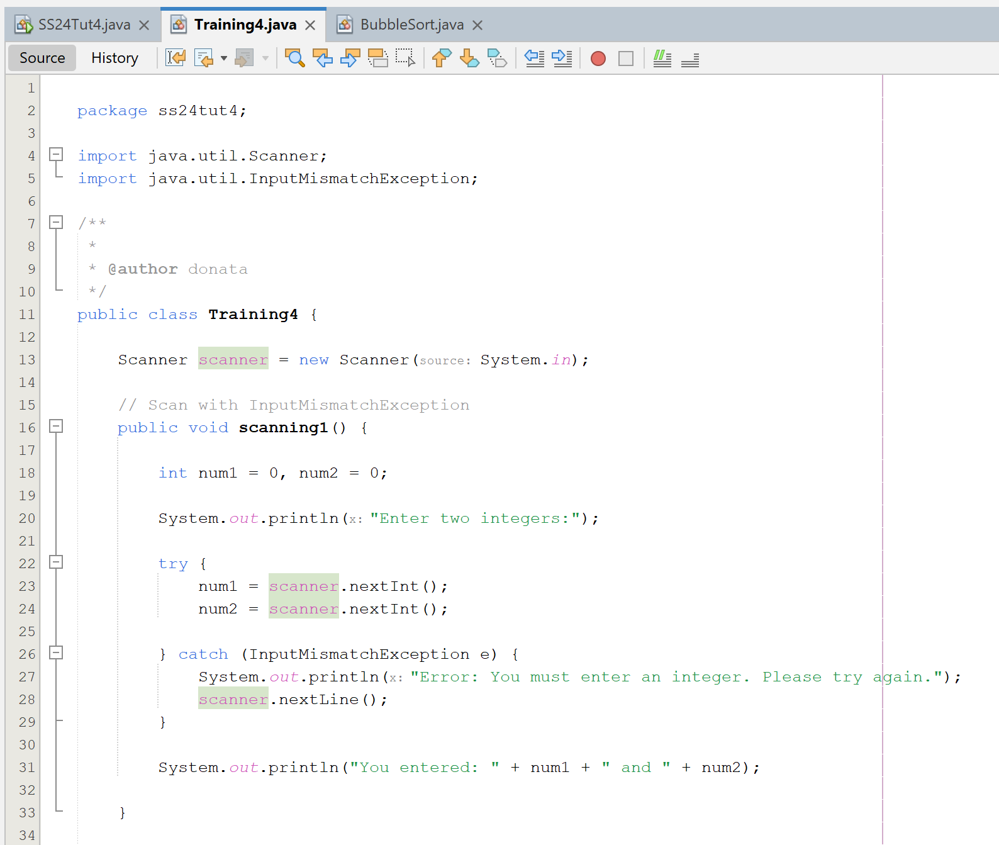 SS24Tut4.java Training4.java BubbleSort.java
Source History
1
2 package ss24tut4;
3
4 import java.util.Scanner;
5 import java.util.InputMismatchException;
6
7 /**
8 *
9 * @author donata
10 */
11 public class Training4 {
12
13 Scanner scanner = new Scanner(source: System.in);
14
15 // Scan with InputMismatchException
16 public void scanning1() {
17
18 int num1 = 0, num2 = 0;
19
20 System.out.println(x: "Enter two integers:");
21
22 try {
23 num1 = scanner.nextInt();
24 num2 = scanner.nextInt();
25
26 } catch (InputMismatchException e) {
27 System.out.println(x: "Error: You must enter an integer. Please try again.");
28 scanner.nextLine();
29 }
30
31 System.out.println("You entered: " + num1 + " and " + num2);
32
33 }
34